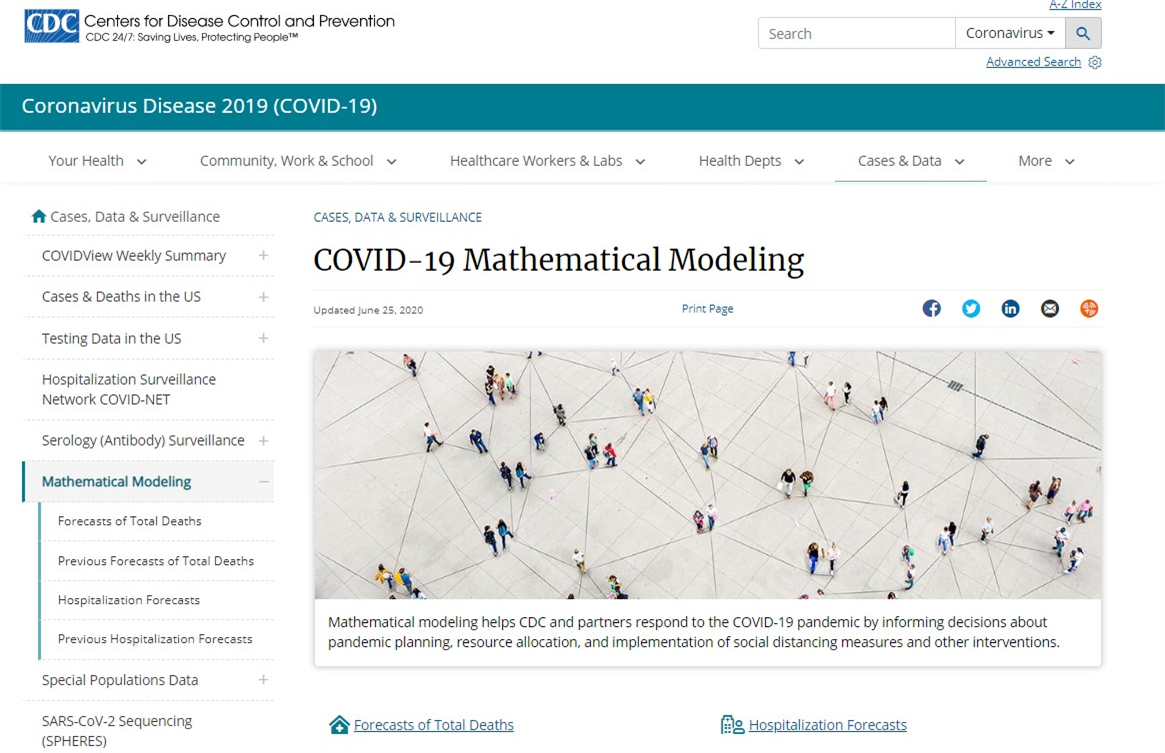 A-Z Index
CDC
Centers for Disease Control and Prevention
CDC 24/7: Saving Lives, Protecting People™
Search
Coronavirus
Advanced Search
Coronavirus Disease 2019 (COVID-19)
Your Health
Community, Work & School
Healthcare Workers & Labs
Health Depts
Cases & Data
More
Cases, Data & Surveillance
COVIDView Weekly Summary
Cases & Deaths in the US
Testing Data in the US
Hospitalization Surveillance
Network COVID-NET
Serology (Antibody) Surveillance
Mathematical Modeling
Forecasts of Total Deaths
Previous Forecasts of Total Deaths
Hospitalization Forecasts
Previous Hospitalization Forecasts
Special Populations Data
SARS-CoV-2 Sequencing
(SPHERES)
CASES, DATA & SURVEILLANCE
COVID-19 Mathematical Modeling
Updated June 25, 2020
Print Page
Mathematical modeling helps CDC and partners respond to the COVID-19 pandemic by informing decisions about
pandemic planning, resource allocation, and implementation of social distancing measures and other interventions.
Forecasts of Total Deaths
Hospitalization Forecasts